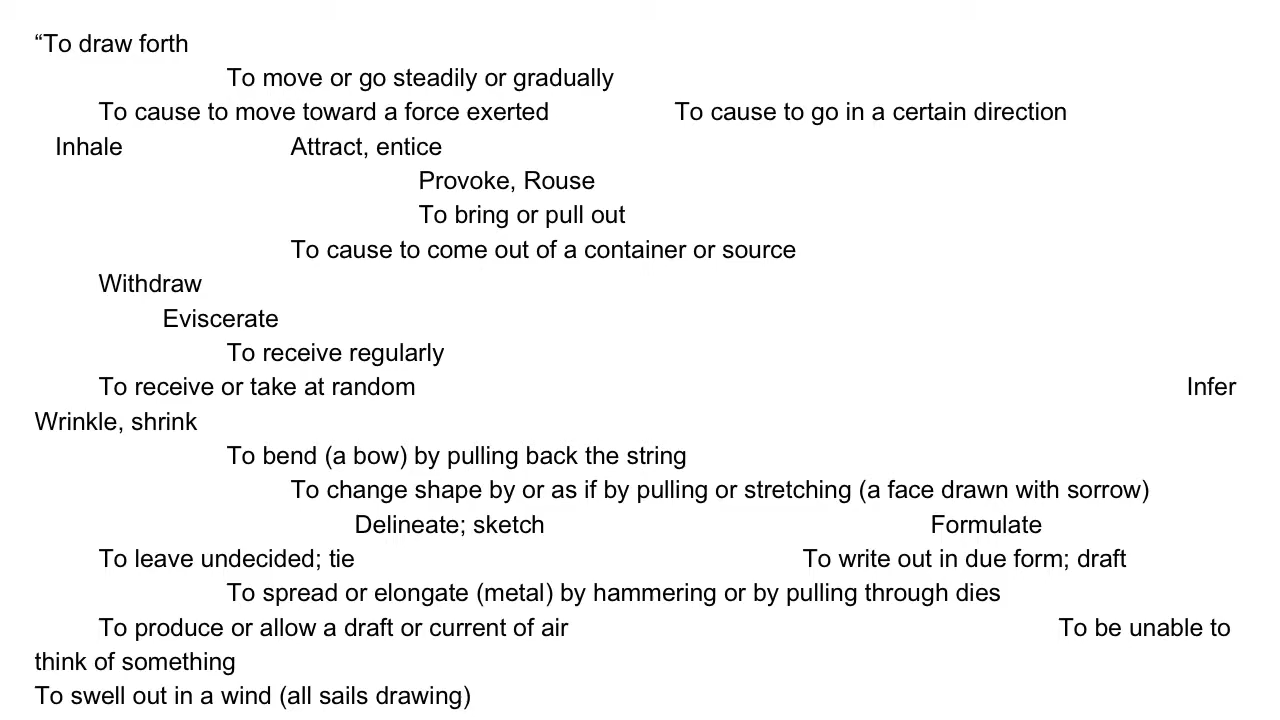 “To draw forth
To move or go steadily or gradually
To cause to move toward a force exerted To cause to go in a certain direction
Inhale Attract, entice
Provoke, Rouse
To bring or pull out
To cause to come out of a container or source
Withdraw
Eviscerate
To receive regularly
To receive or take at random Infer
Wrinkle, shrink
To bend (a bow) by pulling back the string
To change shape by or as if by pulling or stretching (a face drawn with sorrow)
Delineate; sketch Formulate
To leave undecided; tie To write out in due form; draft
To spread or elongate (metal) by hammering or by pulling through dies
To produce or allow a draft or current of air To be unable to
think of something
To swell out in a wind (all sails drawing)